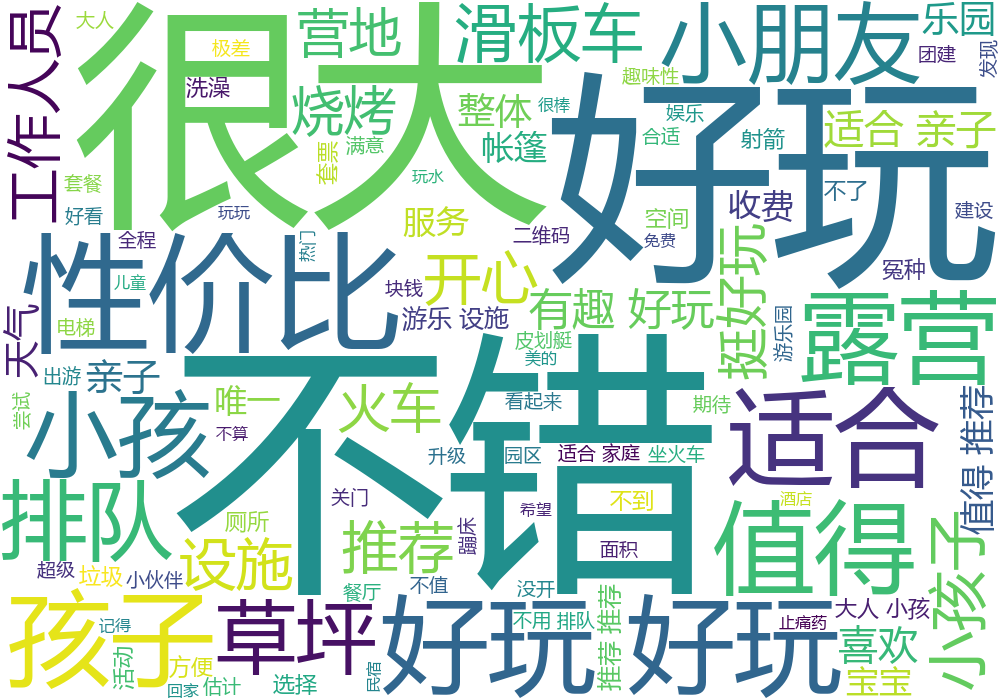 大人
极差
营地
滑板车
小朋友
乐园
团建
发现
工作人员
很大
洗澡
烧烤
整体
很棒
趣味性
娱乐
好玩
适合 亲子
套票
满意
帐篷
合适
射箭
套餐
玩水
不了
好看
玩玩
服务
空间
收费
建设
全程
热门
二维码
免费
性价比
开心
冤种
儿童
块钱
挺好玩
天气
电梯
游乐 设施
有趣 好玩
游乐园
露营
皮划艇
美的
出游
亲子
不错
尝试
小孩
唯一
火车
看起来
期待
适合
值得 推荐
不算
升级
园区
适合 家庭
坐火车
排队
关门
希望
不到
酒店
值得
厕所
推荐
蹦床
面积
小孩子
超级
垃圾
小伙伴
设施
餐厅
不值
没开
孩子
草坪
好玩 好玩
不用 排队
推荐 推荐
大人 小孩
止痛药
记得
活动
方便
喜欢
回家
估计
选择
民宿
宝宝